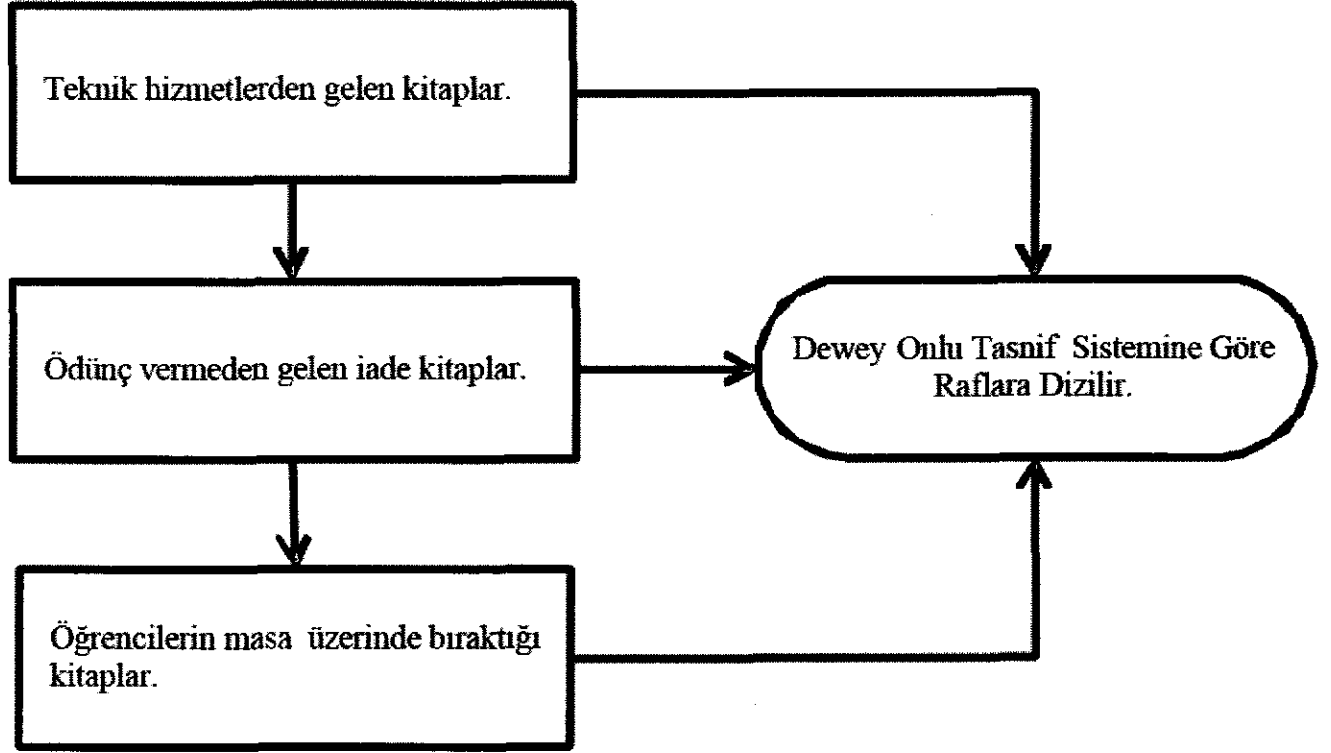 Teknik hizmetlerden gelen kitaplar.
Ödünç vermeden gelen iade kitaplar.
Dewey Onlu Tasnif Sistemine Göre
Raflara Dizilir.
Öğrencilerin masa üzerinde bıraktığı
kitaplar.